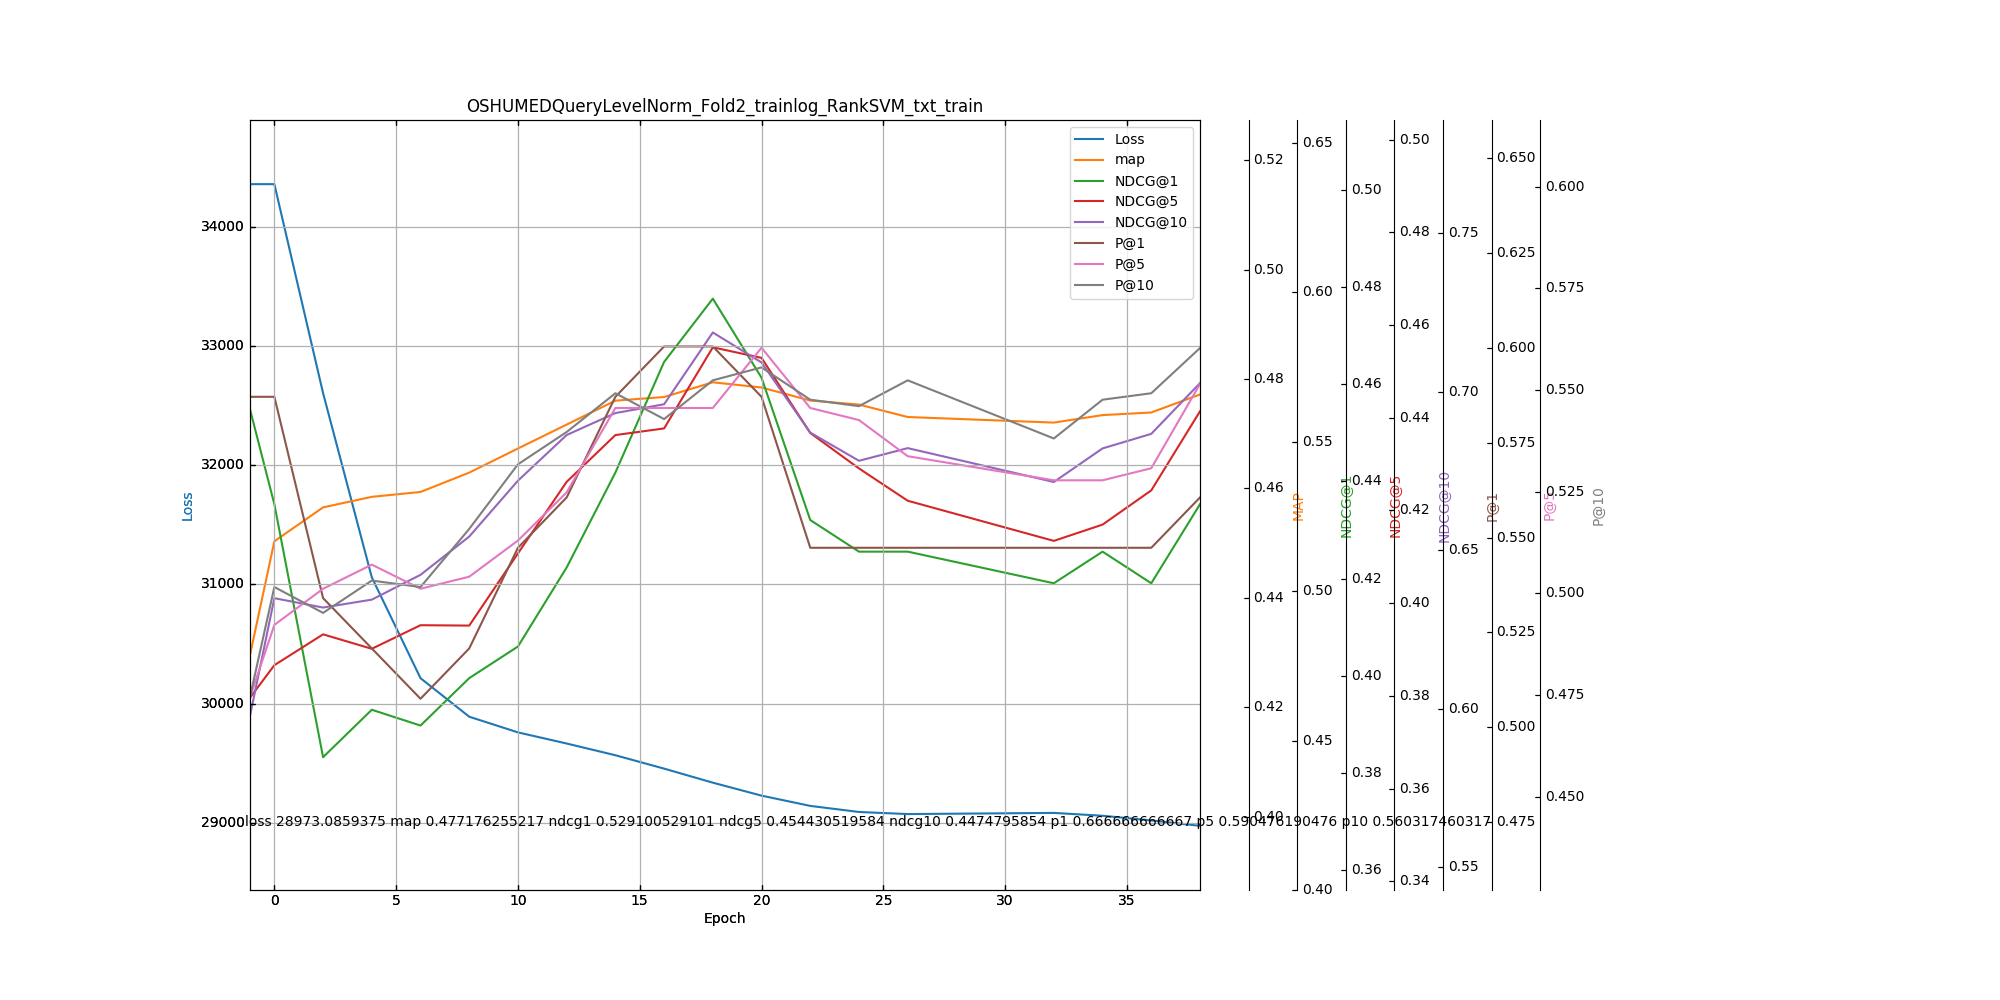 OSHUMEDQueryLevelNorm_Fold2_trainlog_RankSVM_txt_train
Loss
map
NDCG@1
NDCG@5
NDCG@10
P@1
P@5
P@10
34000
33000
32000
31000
30000
29000
Loss
0 5 10 15 20 25 30 35
Epoch
loss 28973.0859375 map 0.477176255217 ndcg1 0.529100529101 ndcg5 0.454430519584 ndcg10 0.4474795854 p1 0.666666666667 p5 0.590476190476 p10 0.560317460317
0.52
0.50
0.48
0.46
0.44
0.42
0.40
MAP
0.65
0.60
0.55
0.50
0.45
0.40
NDCG@1
0.50
0.48
0.46
0.44
0.42
0.40
0.38
0.36
NDCG@5
0.50
0.48
0.46
0.44
0.42
0.40
0.38
0.36
0.34
NDCG@10
0.75
0.70
0.65
0.60
0.55
P@1
0.650
0.625
0.600
0.575
0.550
0.525
0.500
0.475
P@5
0.600
0.575
0.550
0.525
0.500
0.475
0.450
P@10